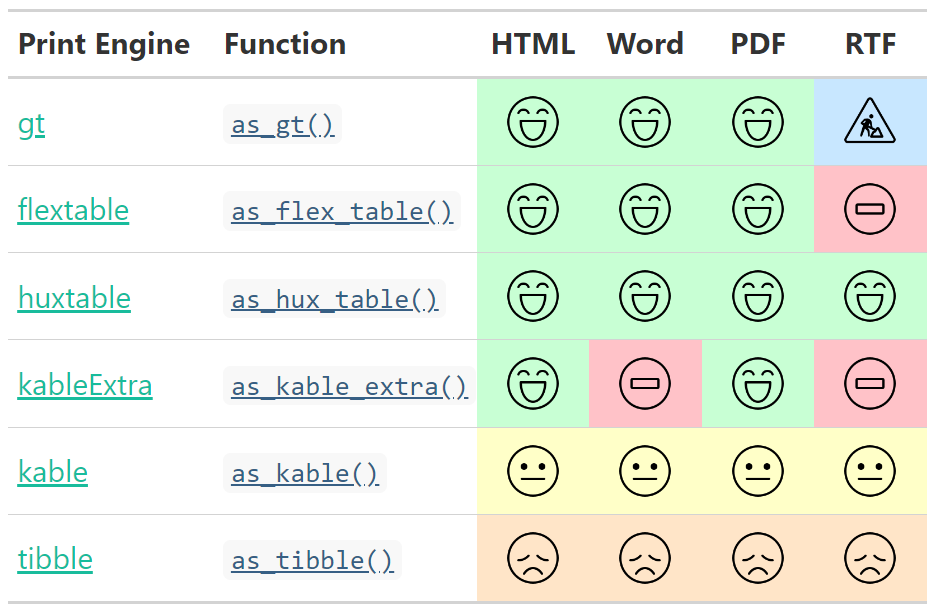 Print Engine Function HTML Word PDF RTF
gt as_gt()
flextable as_flex_table()
huxtable as_hux_table()
kableExtra as_kable_extra()
kable as_kable()
tibble as_tibble()